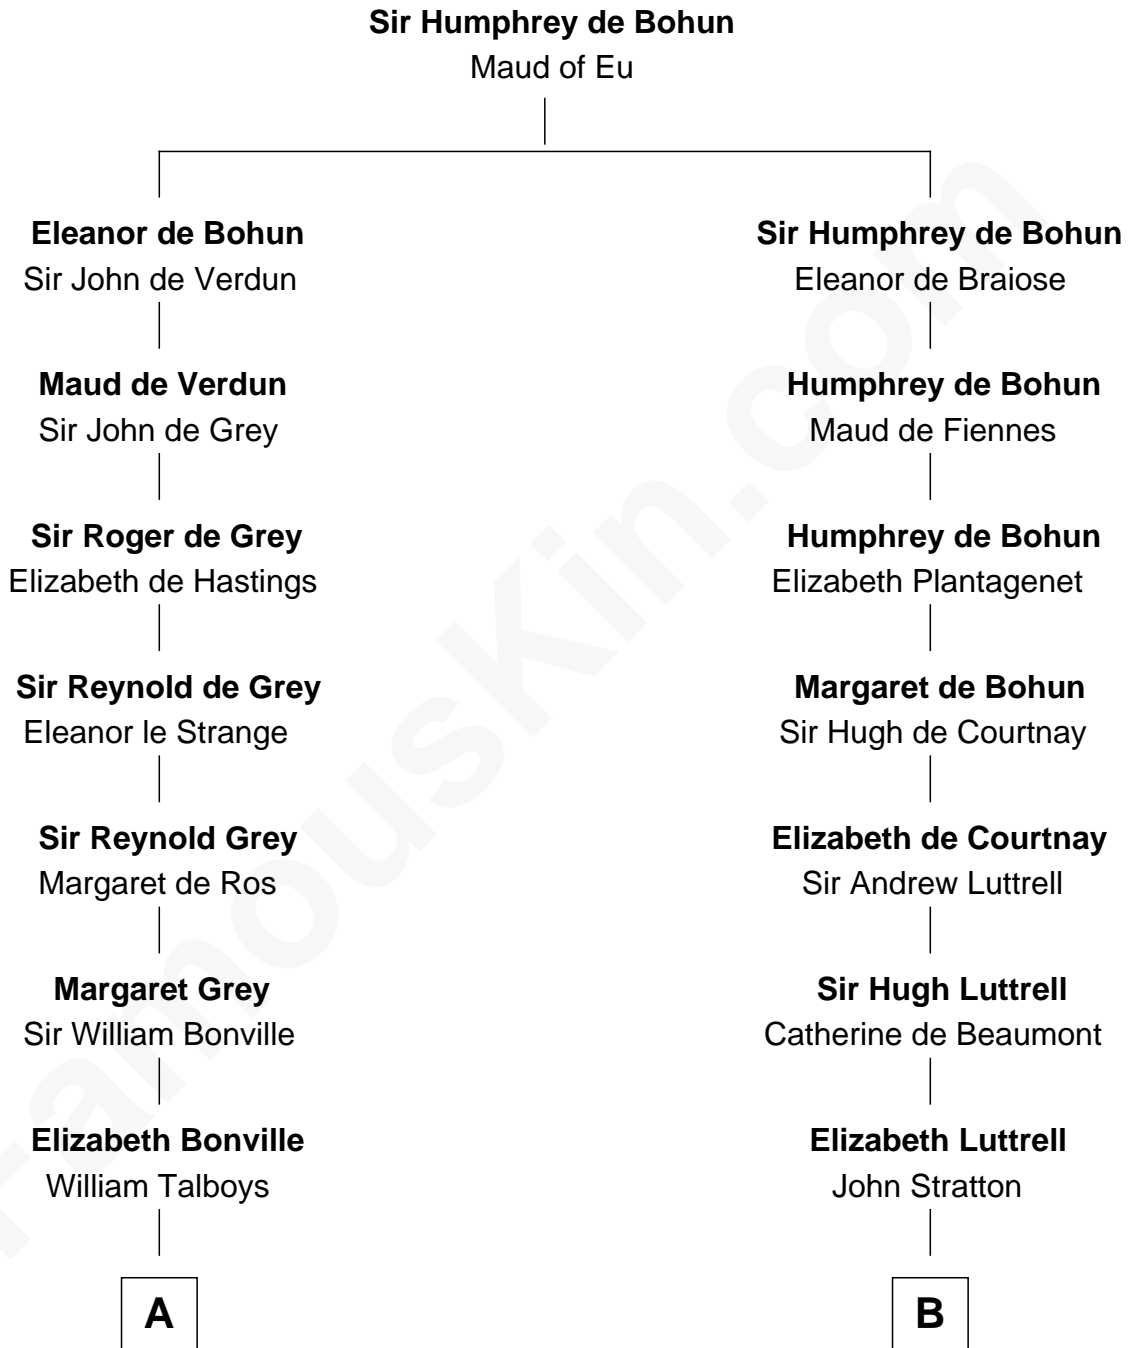 Sir Humphrey de Bohun
Maud of Eu
Eleanor de Bohun
Sir John de Verdun
Sir Humphrey de Bohun
Eleanor de Braiose
Maud de Verdun
Sir John de Grey
Humphrey de Bohun
Maud de Fiennes
Sir Roger de Grey
Elizabeth de Hastings
Humphrey de Bohun
Elizabeth Plantagenet
Sir Reynold de Grey
Eleanor le Strange
Margaret de Bohun
Sir Hugh de Courtnay
Sir Reynold Grey
Margaret de Ros
Elizabeth de Courtnay
Sir Andrew Luttrell
Margaret Grey
Sir William Bonville
Sir Hugh Luttrell
Catherine de Beaumont
Elizabeth Bonville
William Talboys
Elizabeth Luttrell
John Stratton
A
B
FamousKin.com